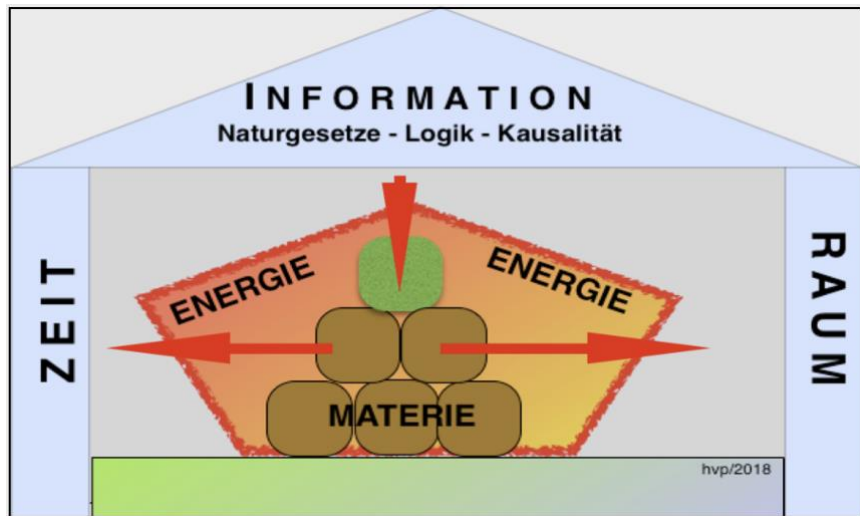 INFORMATION
Naturgesetze - Logik - Kausalität
ZEIT
ENERGIE
ENERGIE
RAUM
MATERIE
hvp/2018